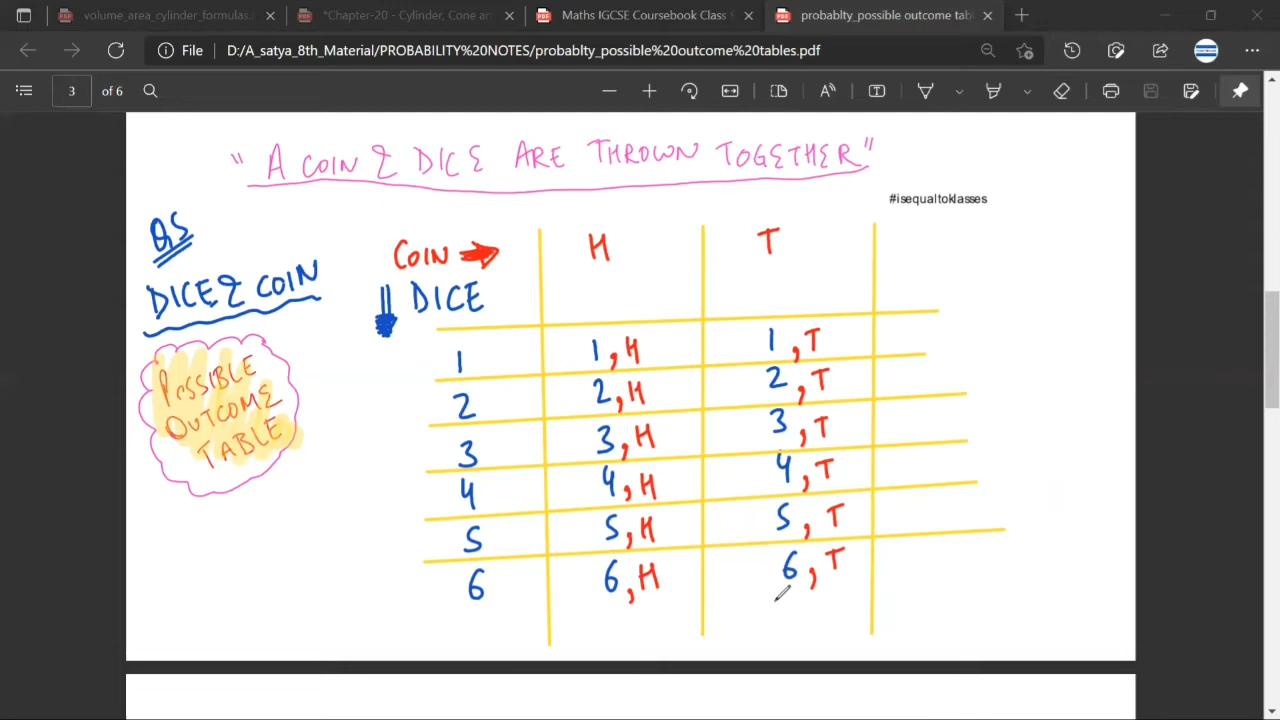 volume_area_cylinder_formulas.
*Chapter-20 - Cylinder, Cone an
Maths IGCSE Coursebook Class
probablty_possible outcome tab
File D:/A_satya_8th_Material/PROBABILITY%20NOTES/probablty_possible%20outcome%20tables.pdf
3 of 6
"A COIN & DICE ARE THROWN TOGETHER"
#isequaltoklasses
COIN → H T
DICE
DICE & COIN
POSSIBLE
OUTCOME
TABLE
1 1,H 1,T
2 2,H 2,T
3 3,H 3,T
4 4,H 4,T
5 5,H 5,T
6 6,H 6,T